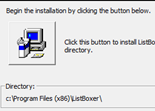 Begin the installation by clicking the button below.
Click this button to install ListBo
directory.
Directory:
c:\Program Files (x86)\ListBoxer\